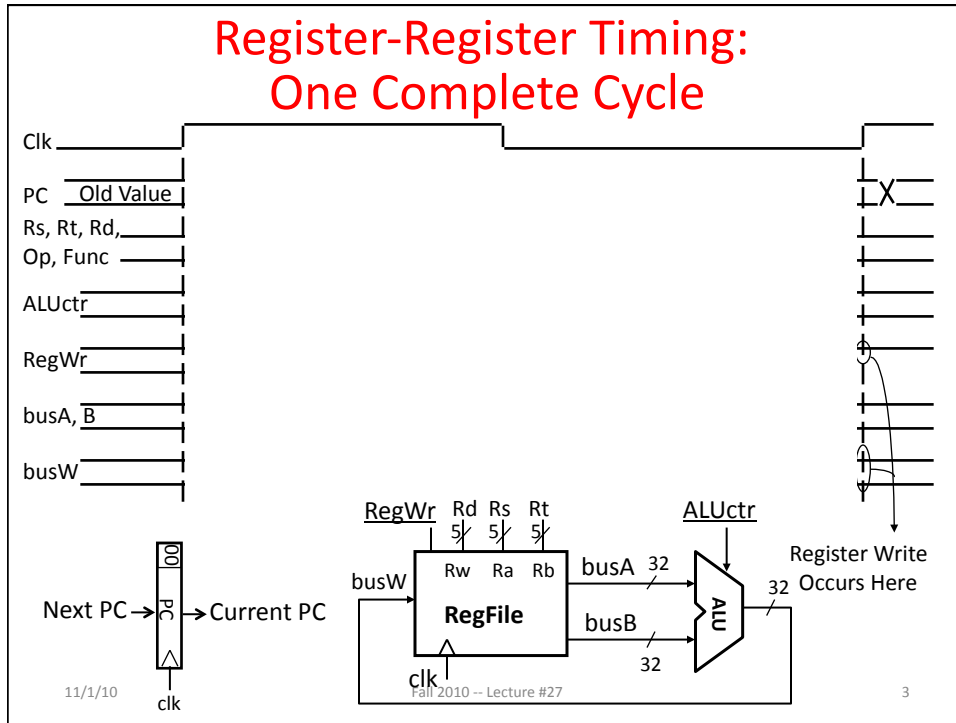 Register-Register Timing:
One Complete Cycle
Clk
PC Old Value
Rs, Rt, Rd,
Op, Func
ALUctr
RegWr
busA, B
busW
RegWr Rd Rs Rt ALUctr
5 5 5
busW Rw Ra Rb busA 32
RegFile ALU 32
busB
32
clk
Register Write
Occurs Here
00
Next PC PC Current PC
clk
11/1/10 Fall 2010 -- Lecture #27 3